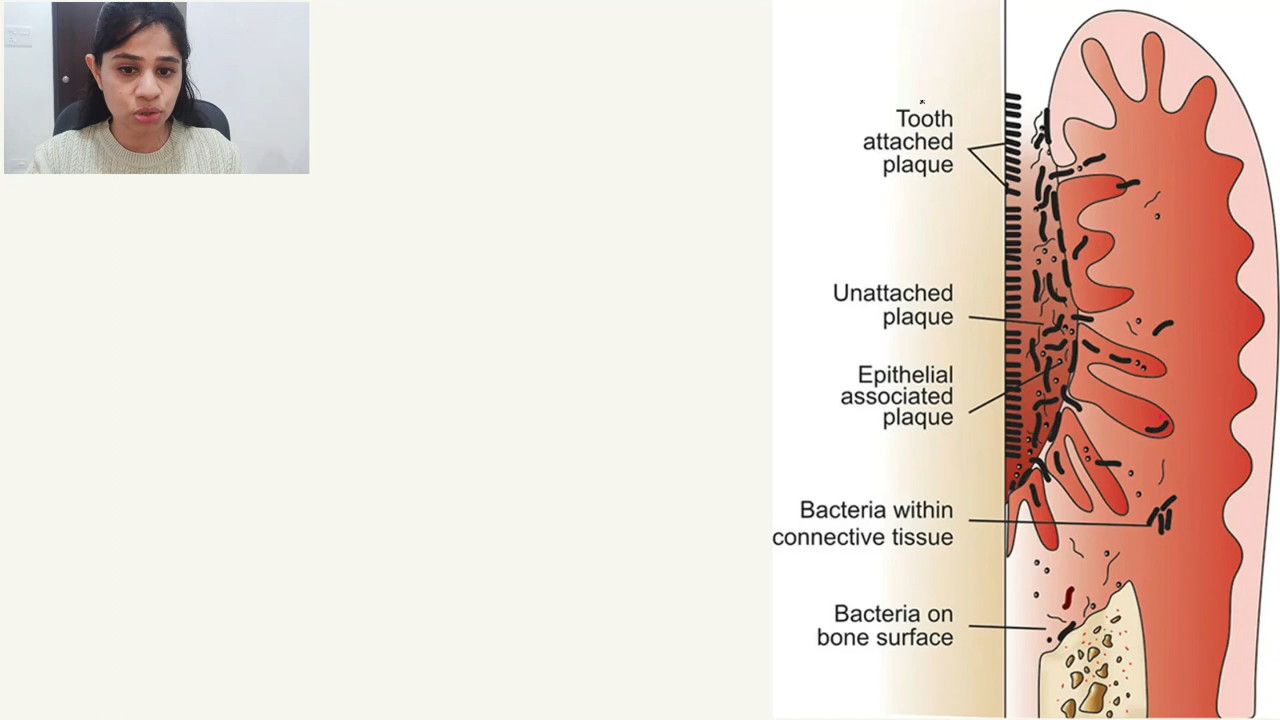 Tooth
attached
plaque
Unattached
plaque
Epithelial
associated
plaque
Bacteria within
connective tissue
Bacteria on
bone surface